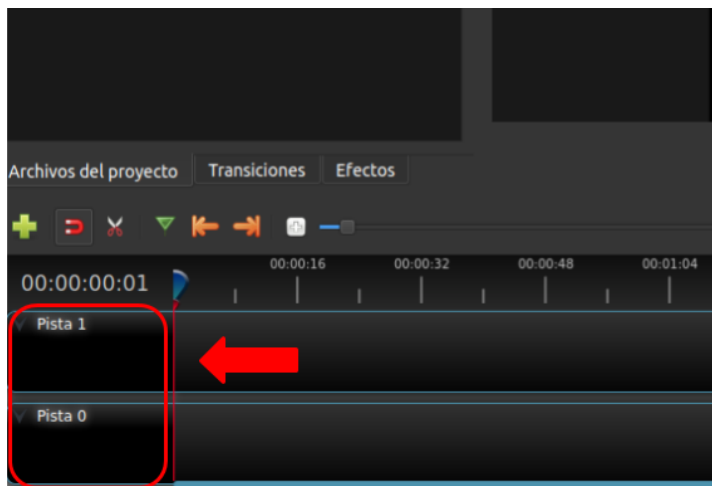 Archivos del proyecto Transiciones Efectos
00:00:00:01 00:00:16 00:00:32 00:00:48 00:01:04
Pista 1
Pista 0